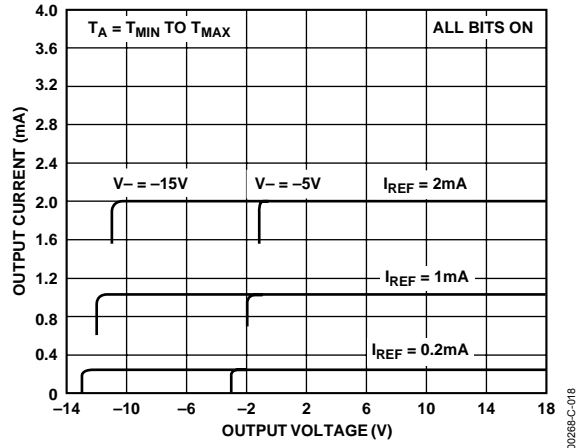 T_A = T_MIN TO T_MAX
ALL BITS ON
OUTPUT CURRENT (mA)
4.0
3.6
3.2
2.8
2.4
2.0
1.6
1.2
0.8
0.4
0
V– = –15V
V– = –5V
I_REF = 2mA
I_REF = 1mA
I_REF = 0.2mA
–14
–10
–6
–2
2
6
10
14
18
OUTPUT VOLTAGE (V)
00268-C-018